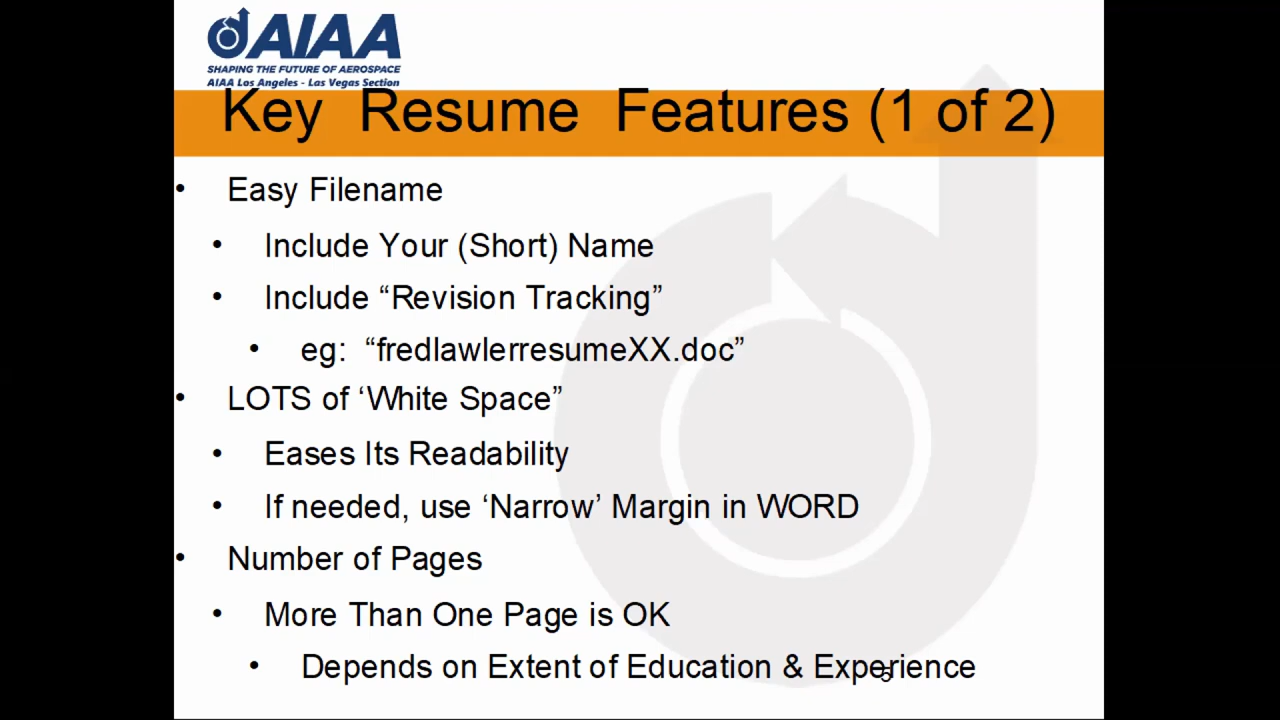 AIAA
SHAPING THE FUTURE OF AEROSPACE
AIAA Los Angeles - Las Vegas Section
Key Resume Features (1 of 2)
• Easy Filename
• Include Your (Short) Name
• Include “Revision Tracking”
• eg: “fredlawlerresumeXX.doc”
• LOTS of ‘White Space”
• Eases Its Readability
• If needed, use ‘Narrow’ Margin in WORD
• Number of Pages
• More Than One Page is OK
• Depends on Extent of Education & Experience